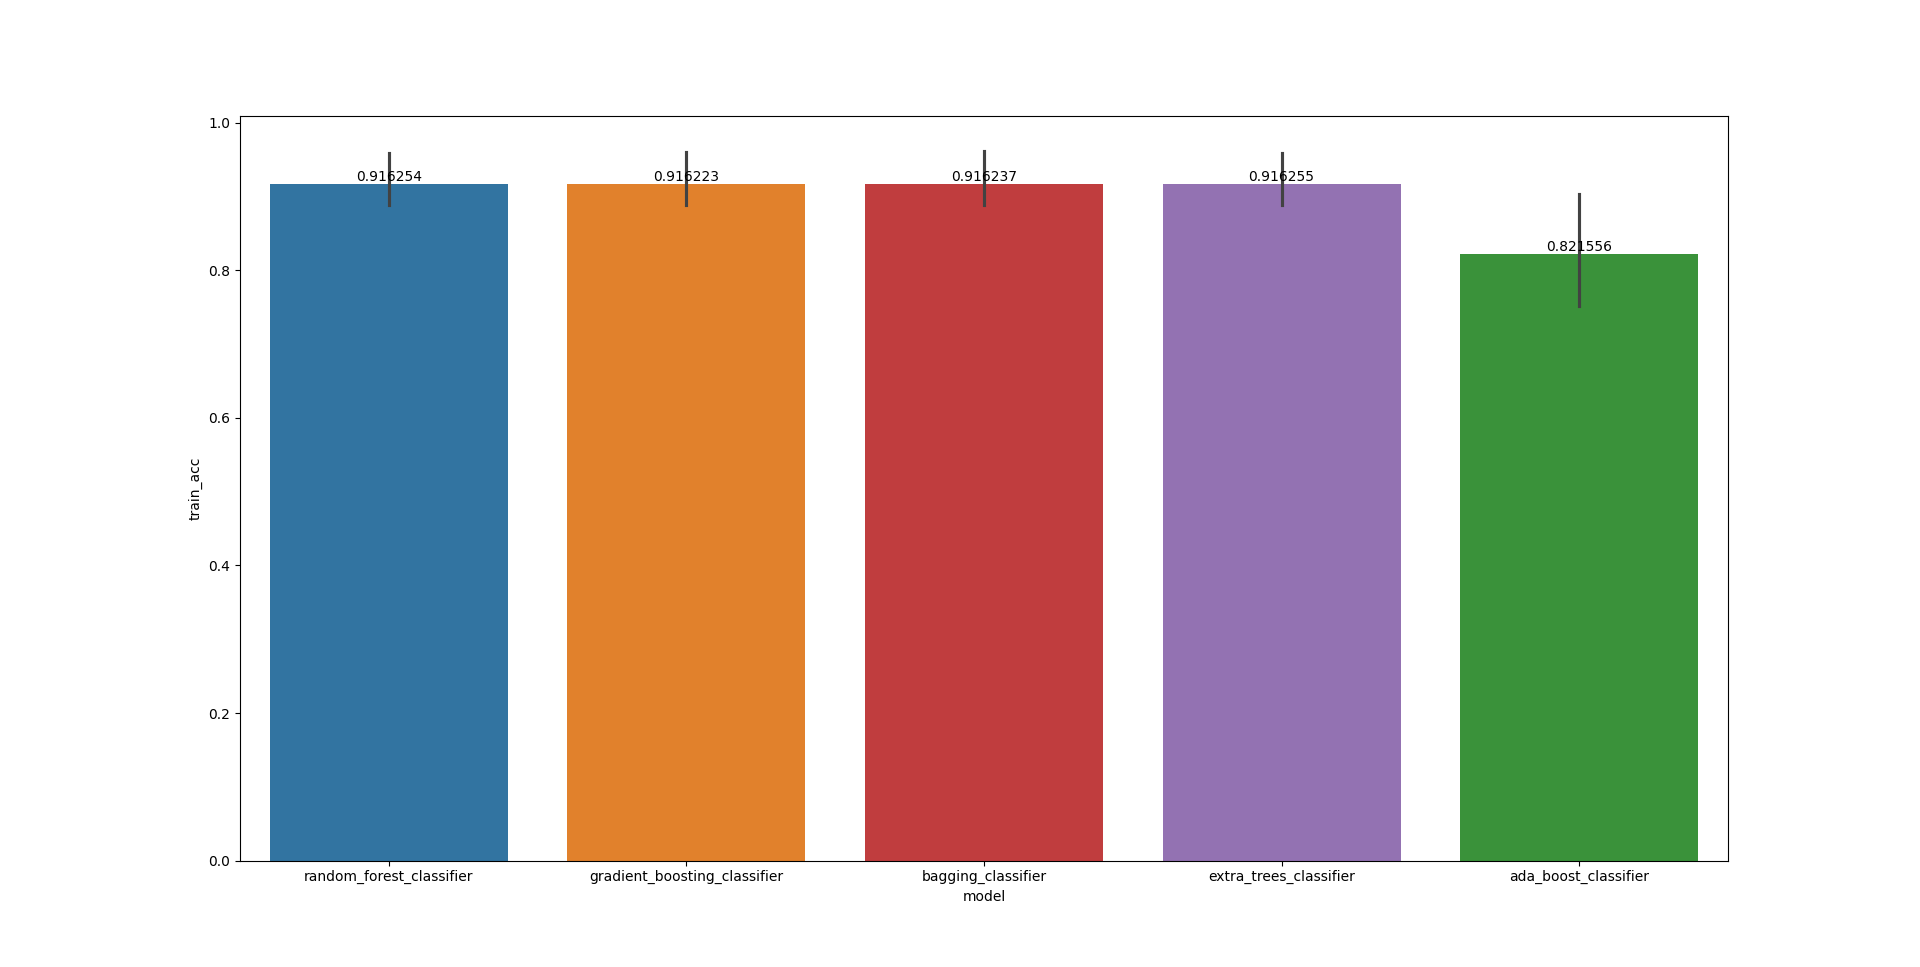 1.0
0.916254
0.916223
0.916237
0.916255
0.821556
0.8
0.6
train_acc
0.4
0.2
0.0
random_forest_classifier
gradient_boosting_classifier
bagging_classifier
extra_trees_classifier
ada_boost_classifier
model